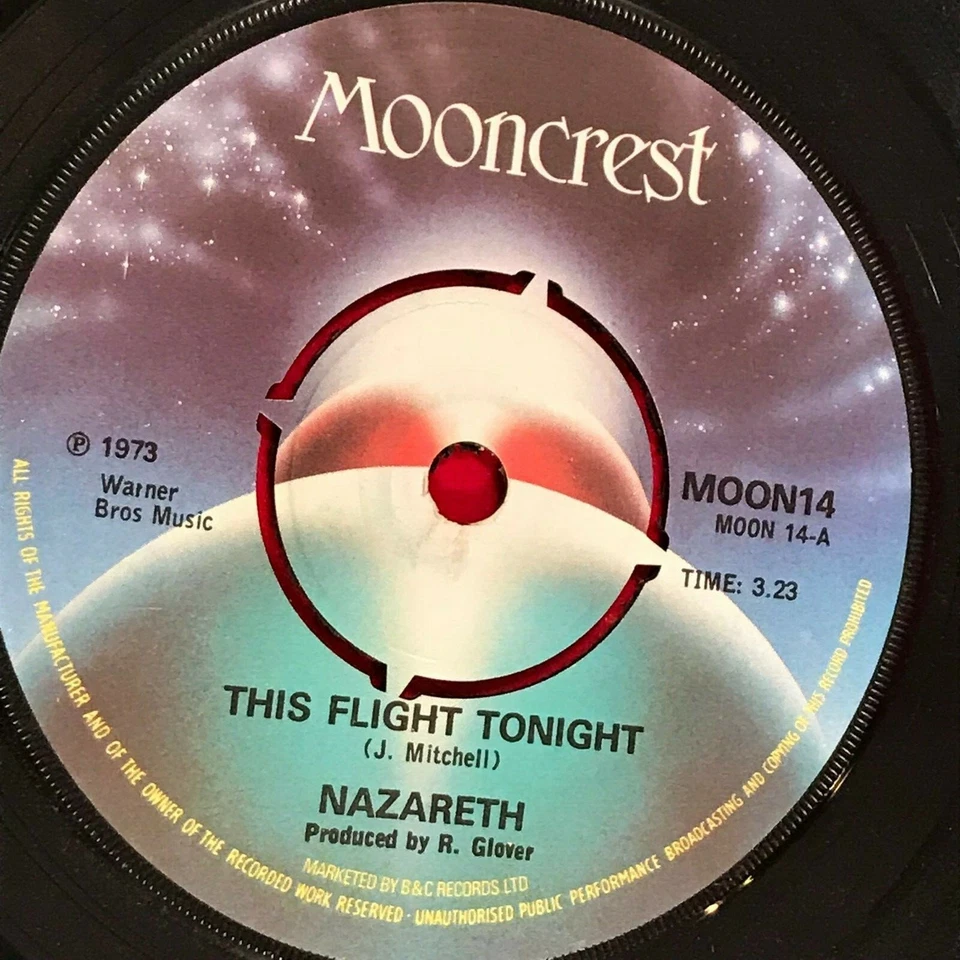 Mooncrest
℗ 1973
Warner
Bros Music
MOON14
MOON 14-A
TIME: 3.23
THIS FLIGHT TONIGHT
(J. Mitchell)
NAZARETH
Produced by R. Glover
MARKETED BY B&C RECORDS LTD
ALL RIGHTS OF THE MANUFACTURER AND OF THE OWNER OF THE RECORDED WORK RESERVED · UNAUTHORISED PUBLIC PERFORMANCE BROADCASTING AND COPYING OF THIS RECORD PROHIBITED